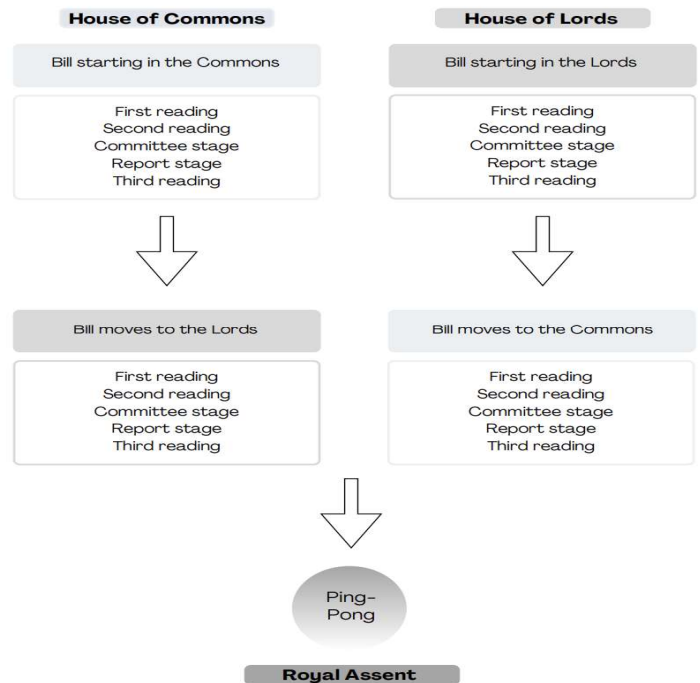 House of Commons
Bill starting in the Commons
First reading
Second reading
Committee stage
Report stage
Third reading
Bill moves to the Lords
First reading
Second reading
Committee stage
Report stage
Third reading
House of Lords
Bill starting in the Lords
First reading
Second reading
Committee stage
Report stage
Third reading
Bill moves to the Commons
First reading
Second reading
Committee stage
Report stage
Third reading
Ping-
Pong
Royal Assent